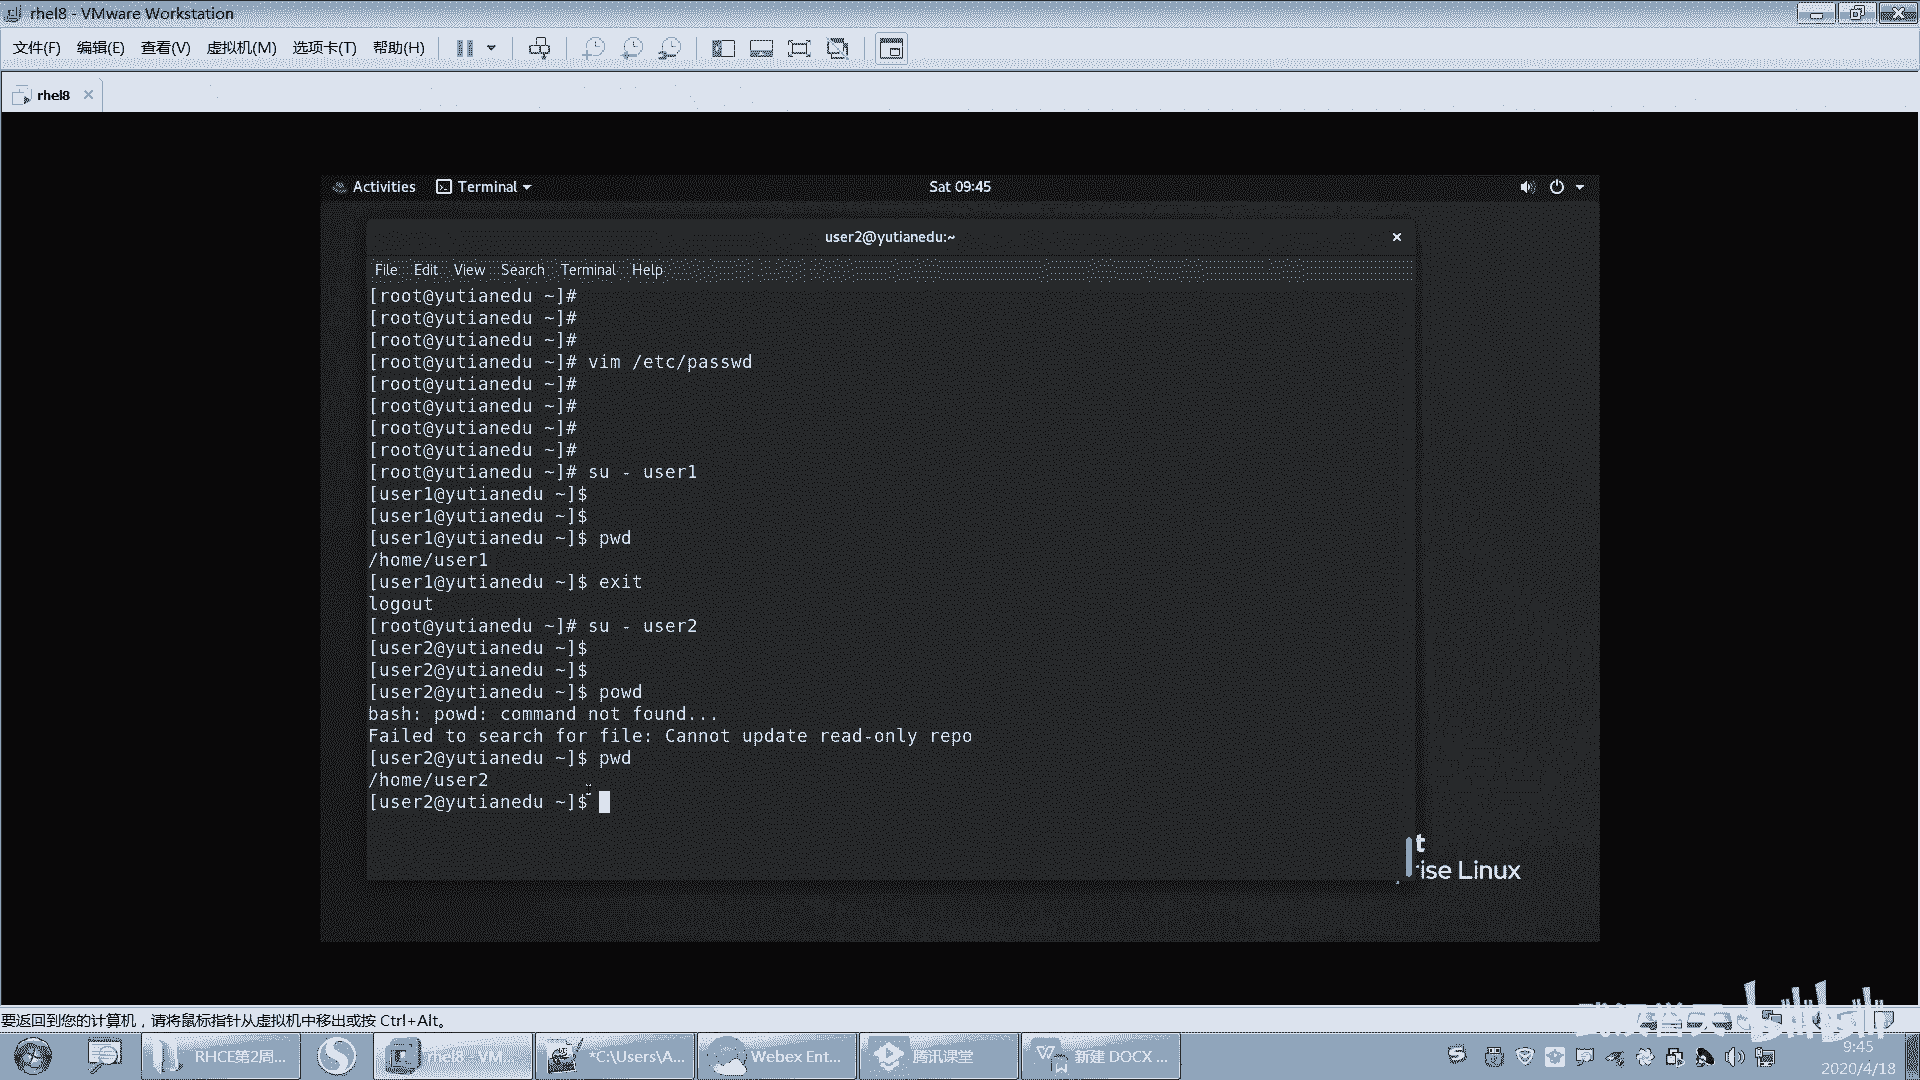 rhel8 - VMware Workstation
文件(F) 编辑(E) 查看(V) 虚拟机(M) 选项卡(T) 帮助(H)
rhel8
Activities Terminal Sat 09:45
user2@yutianedu:~
File Edit View Search Terminal Help
[root@yutianedu ~]#
[root@yutianedu ~]#
[root@yutianedu ~]#
[root@yutianedu ~]# vim /etc/passwd
[root@yutianedu ~]#
[root@yutianedu ~]#
[root@yutianedu ~]#
[root@yutianedu ~]#
[root@yutianedu ~]# su - user1
[user1@yutianedu ~]$
[user1@yutianedu ~]$
[user1@yutianedu ~]$ pwd
/home/user1
[user1@yutianedu ~]$ exit
logout
[root@yutianedu ~]# su - user2
[user2@yutianedu ~]$
[user2@yutianedu ~]$
[user2@yutianedu ~]$ powd
bash: powd: command not found...
Failed to search for file: Cannot update read-only repo
[user2@yutianedu ~]$ pwd
/home/user2
[user2@yutianedu ~]$
t
rise Linux
要返回到您的计算机，请将鼠标指针从虚拟机中移出或按 Ctrl+Alt。
RHCE第2周... rhel8 - VM... *C:\Users\A... Webex Ent... 腾讯课堂 新建 DOCX ...
9:45
2020/4/18